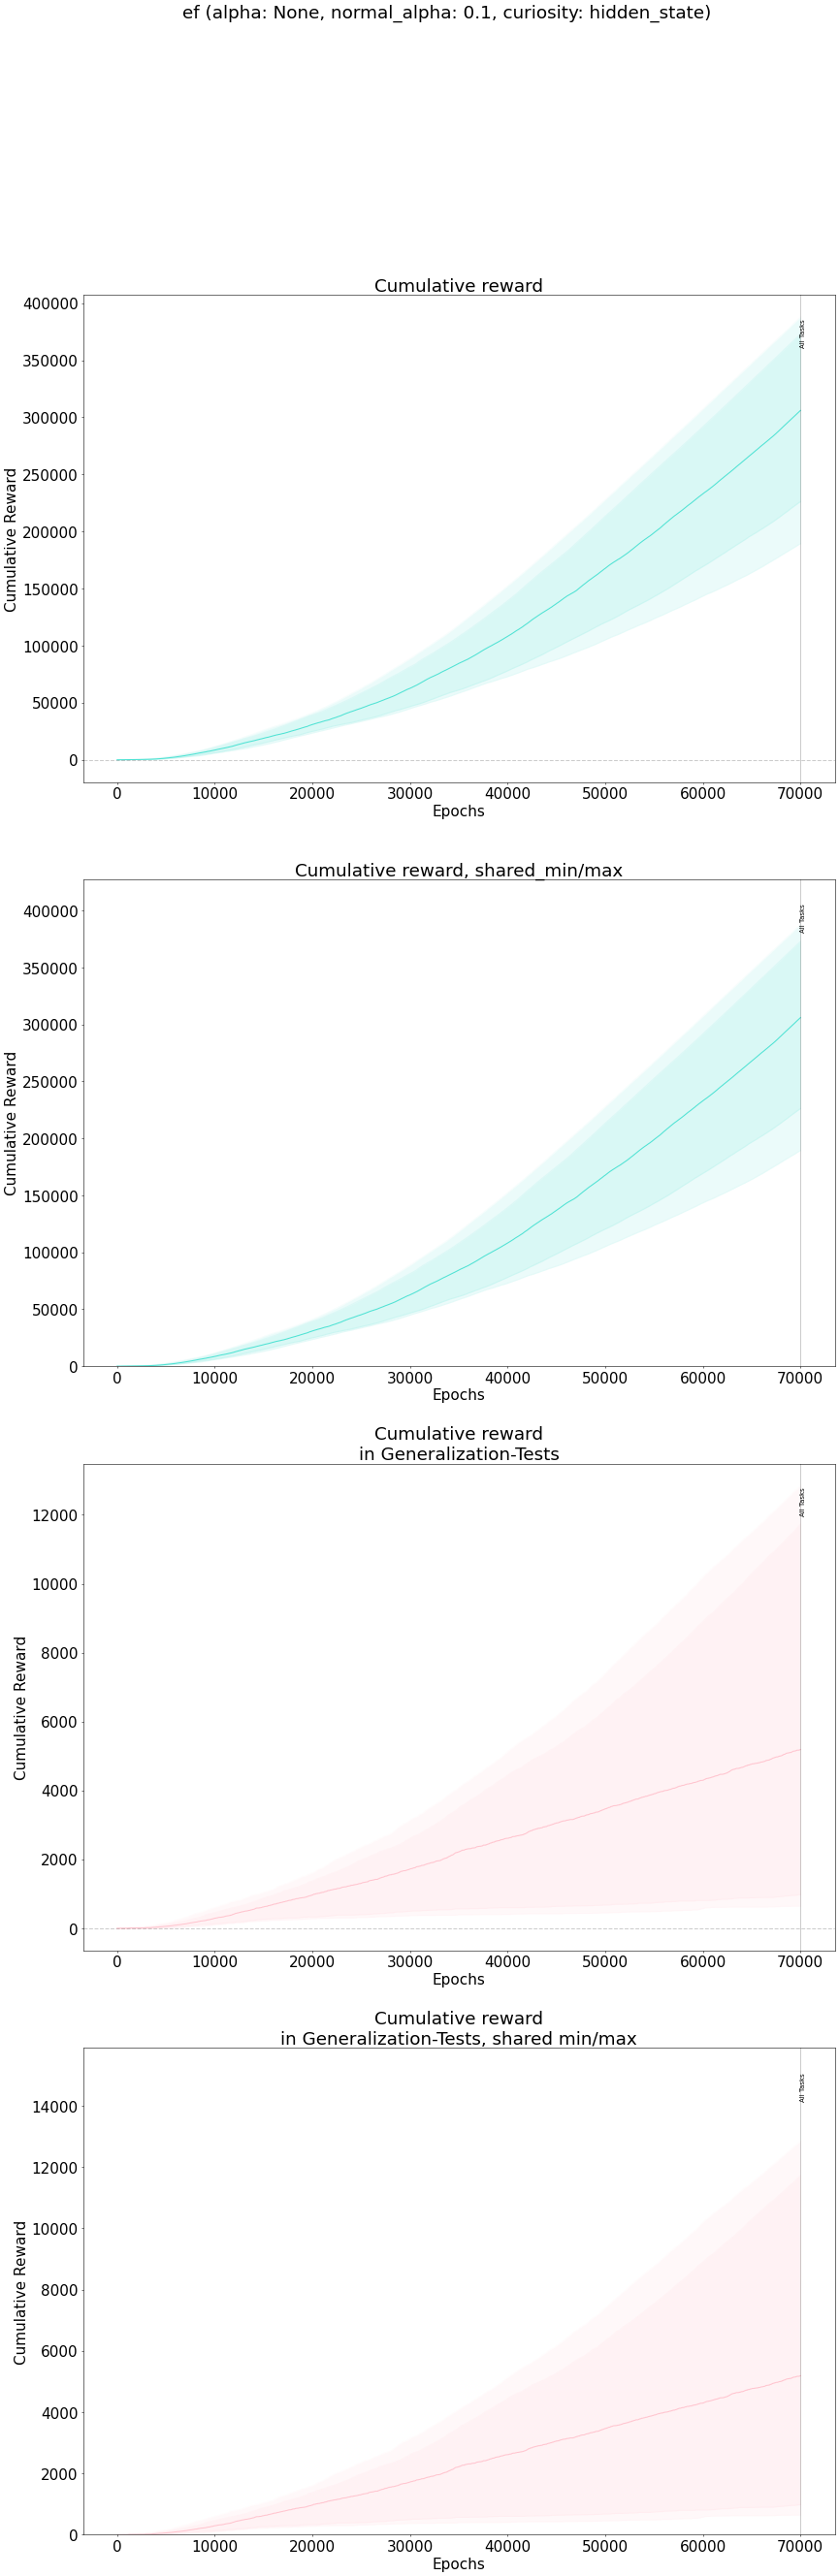 ef (alpha: None, normal_alpha: 0.1, curiosity: hidden_state)
Cumulative reward
400000
350000
300000
250000
200000
150000
100000
50000
0
Cumulative Reward
All Tasks
0 10000 20000 30000 40000 50000 60000 70000
Epochs
Cumulative reward, shared_min/max
400000
350000
300000
250000
200000
150000
100000
50000
0
Cumulative Reward
All Tasks
0 10000 20000 30000 40000 50000 60000 70000
Epochs
Cumulative reward
in Generalization-Tests
12000
10000
8000
6000
4000
2000
0
Cumulative Reward
All Tasks
0 10000 20000 30000 40000 50000 60000 70000
Epochs
Cumulative reward
in Generalization-Tests, shared min/max
14000
12000
10000
8000
6000
4000
2000
0
Cumulative Reward
All Tasks
0 10000 20000 30000 40000 50000 60000 70000
Epochs